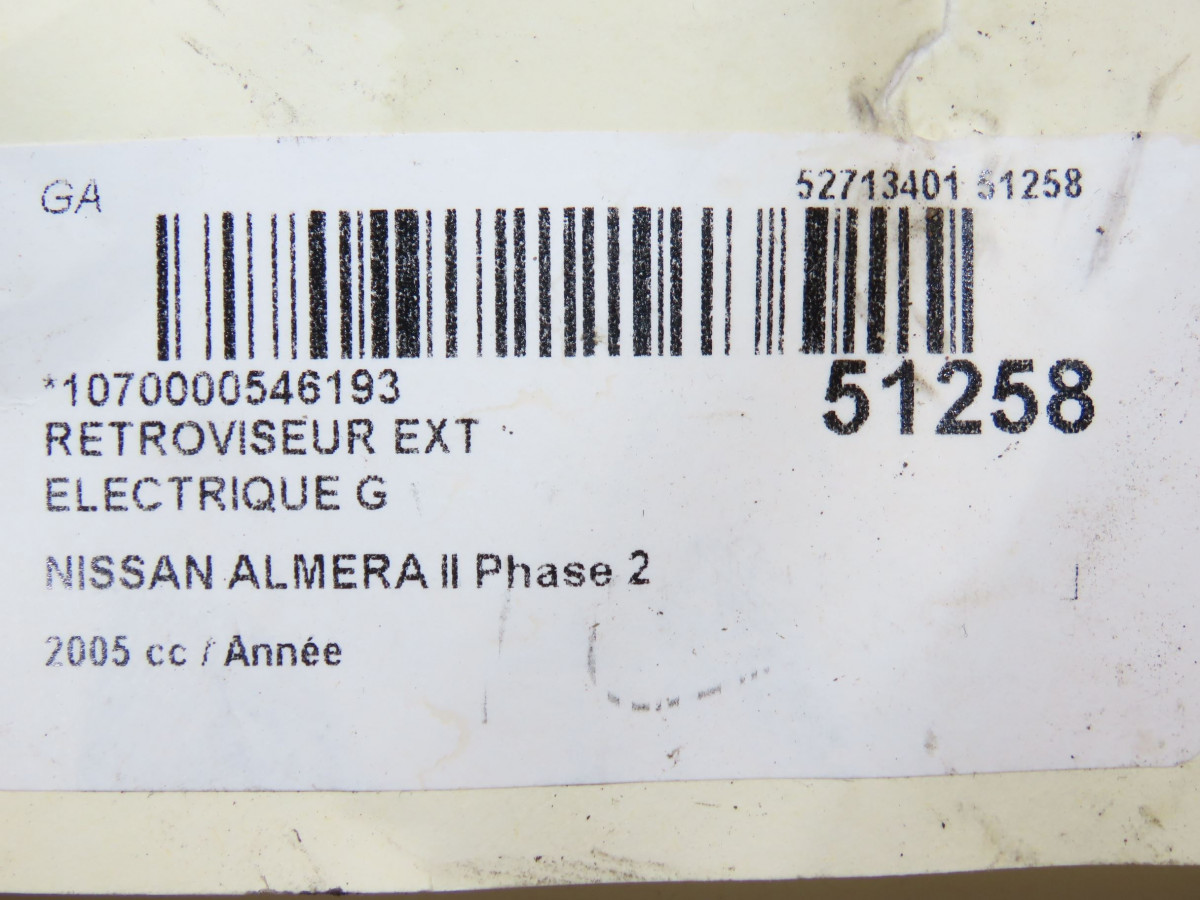 GA
52713401 51258
*1070000546193
51258
RETROVISEUR EXT
ELECTRIQUE G
NISSAN ALMERA II Phase 2
2005 cc / Année